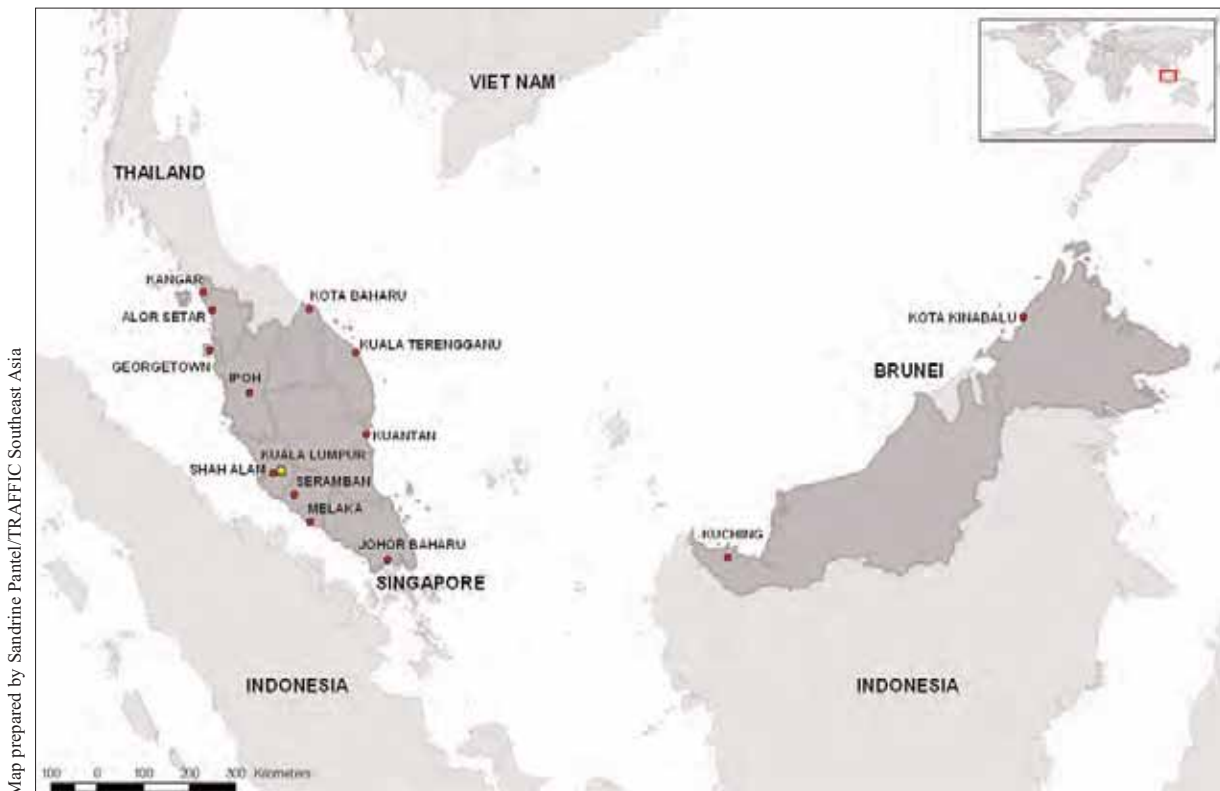 VIET NAM
THAILAND
KANGAR
KOTA BAHARU
ALOR SETAR
KOTA KINABALU
KUALA TERENGGANU
GEORGETOWN
IPOH
BRUNEI
KUANTAN
KUALA LUMPUR
SHAH ALAM
SERAMBAN
MELAKA
KUCHING
JOHOR BAHARU
SINGAPORE
INDONESIA
INDONESIA
100 0 100 200 300 Kilometers
Map prepared by Sandrine Pantel/TRAFFIC Southeast Asia